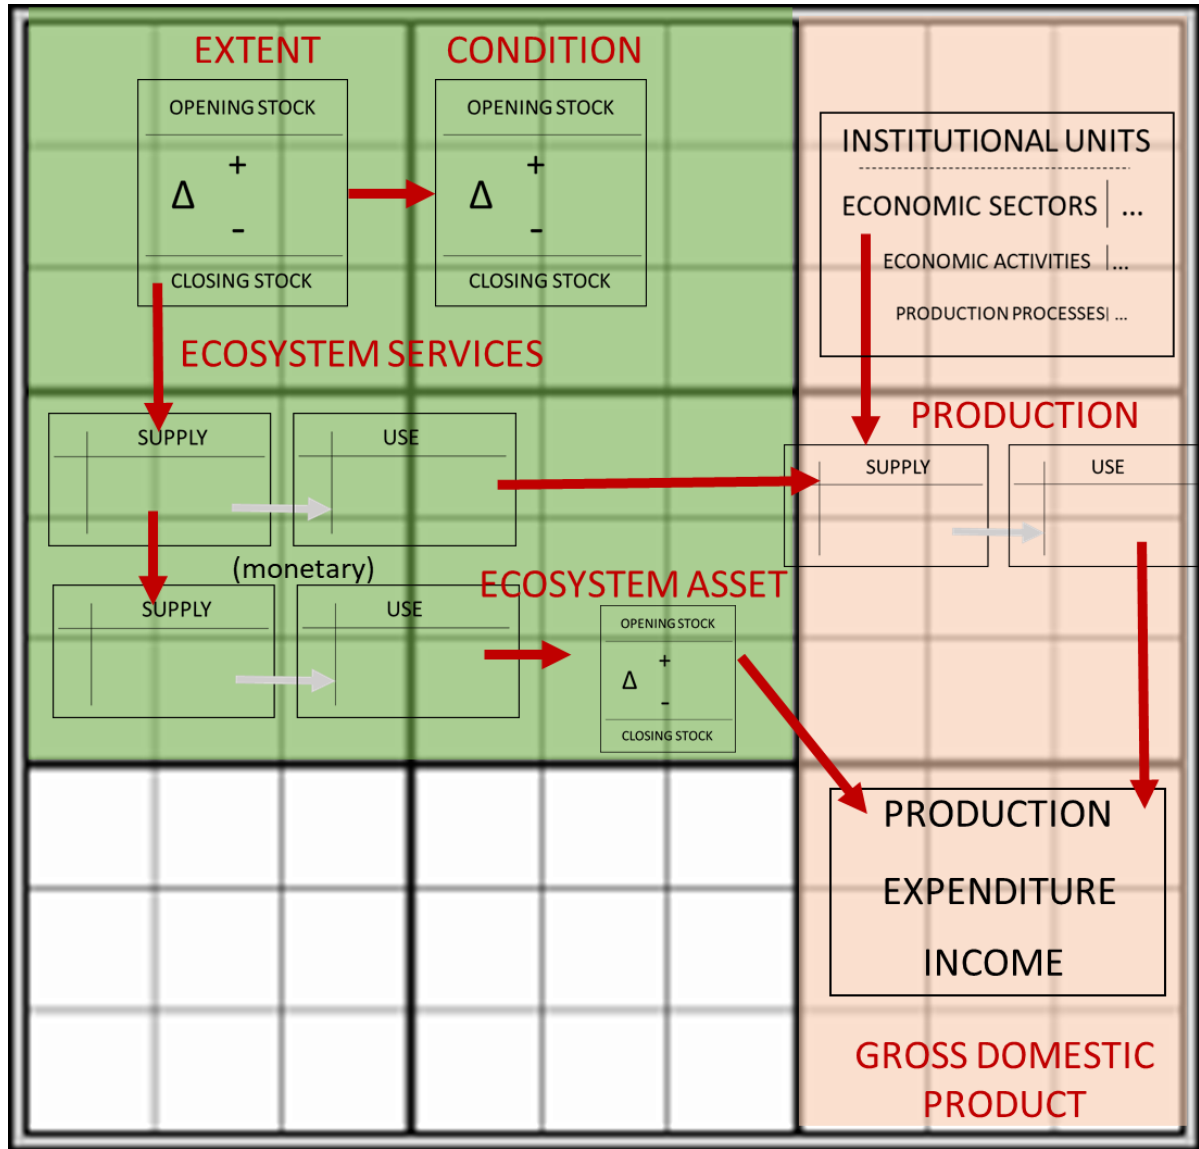 EXTENT
CONDITION
OPENING STOCK
+
Δ
-
CLOSING STOCK
OPENING STOCK
+
Δ
-
CLOSING STOCK
INSTITUTIONAL UNITS
ECONOMIC SECTORS | ...
ECONOMIC ACTIVITIES | ...
PRODUCTION PROCESSES | ...
ECOSYSTEM SERVICES
SUPPLY
USE
PRODUCTION
SUPPLY
USE
(monetary)
SUPPLY
USE
ECOSYSTEM ASSET
OPENING STOCK
+
Δ
-
CLOSING STOCK
PRODUCTION
EXPENDITURE
INCOME
GROSS DOMESTIC
PRODUCT